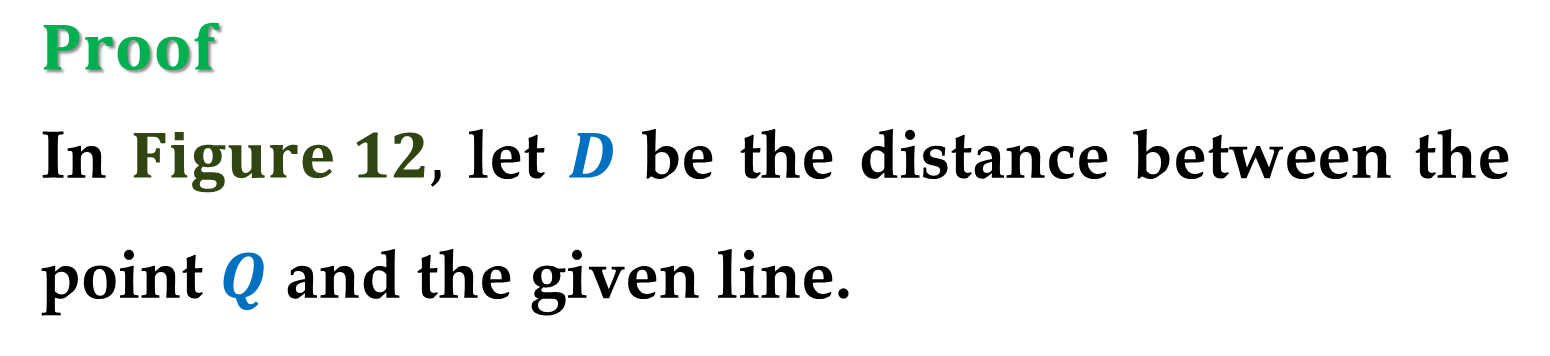 Proof
In Figure 12, let D be the distance between the
point Q and the given line.